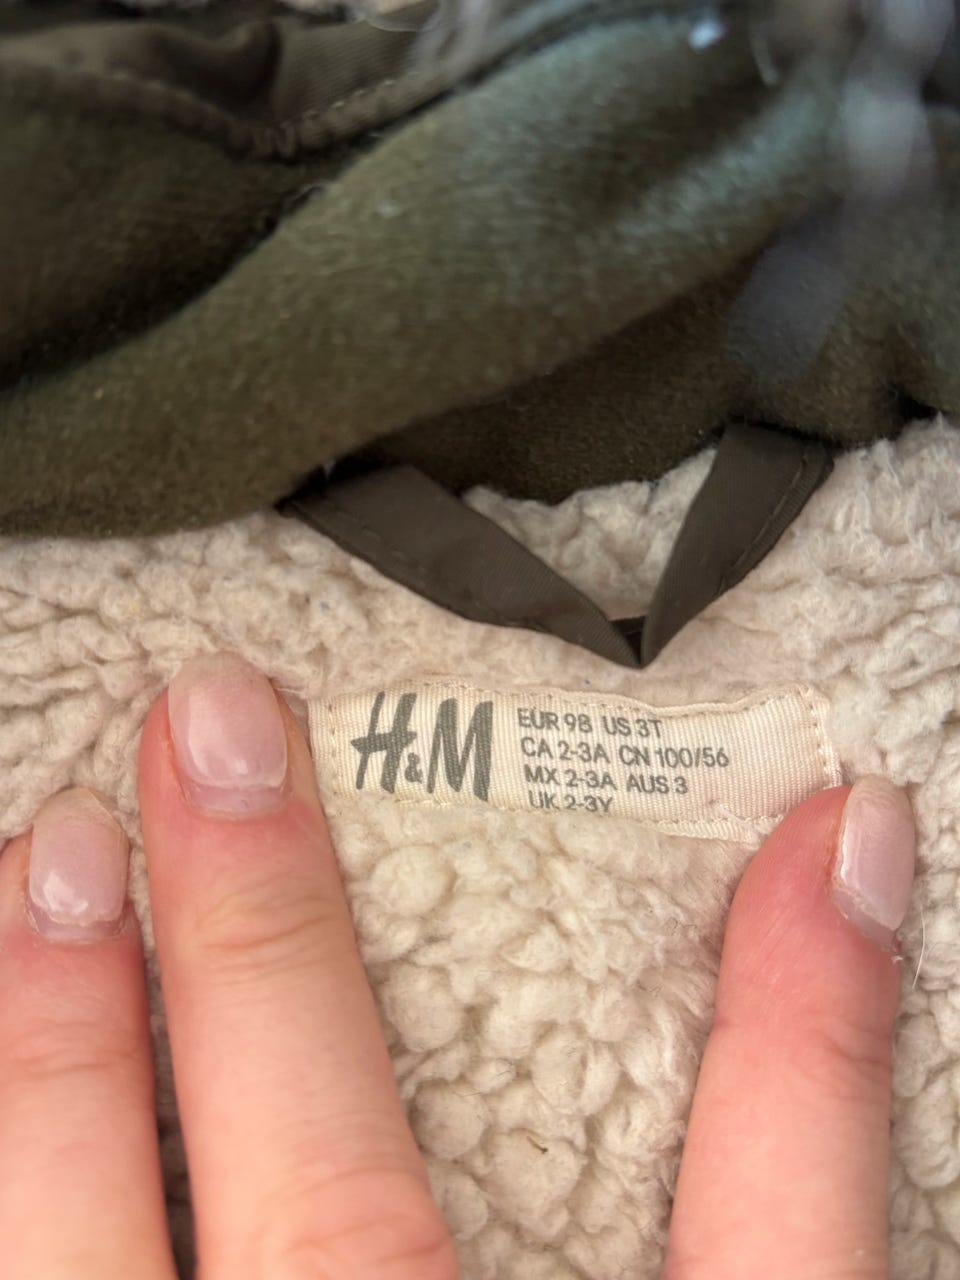 H&M
EUR 98 US 3T
CA 2-3A CN 100/56
MX 2-3A AUS 3
UK 2-3Y